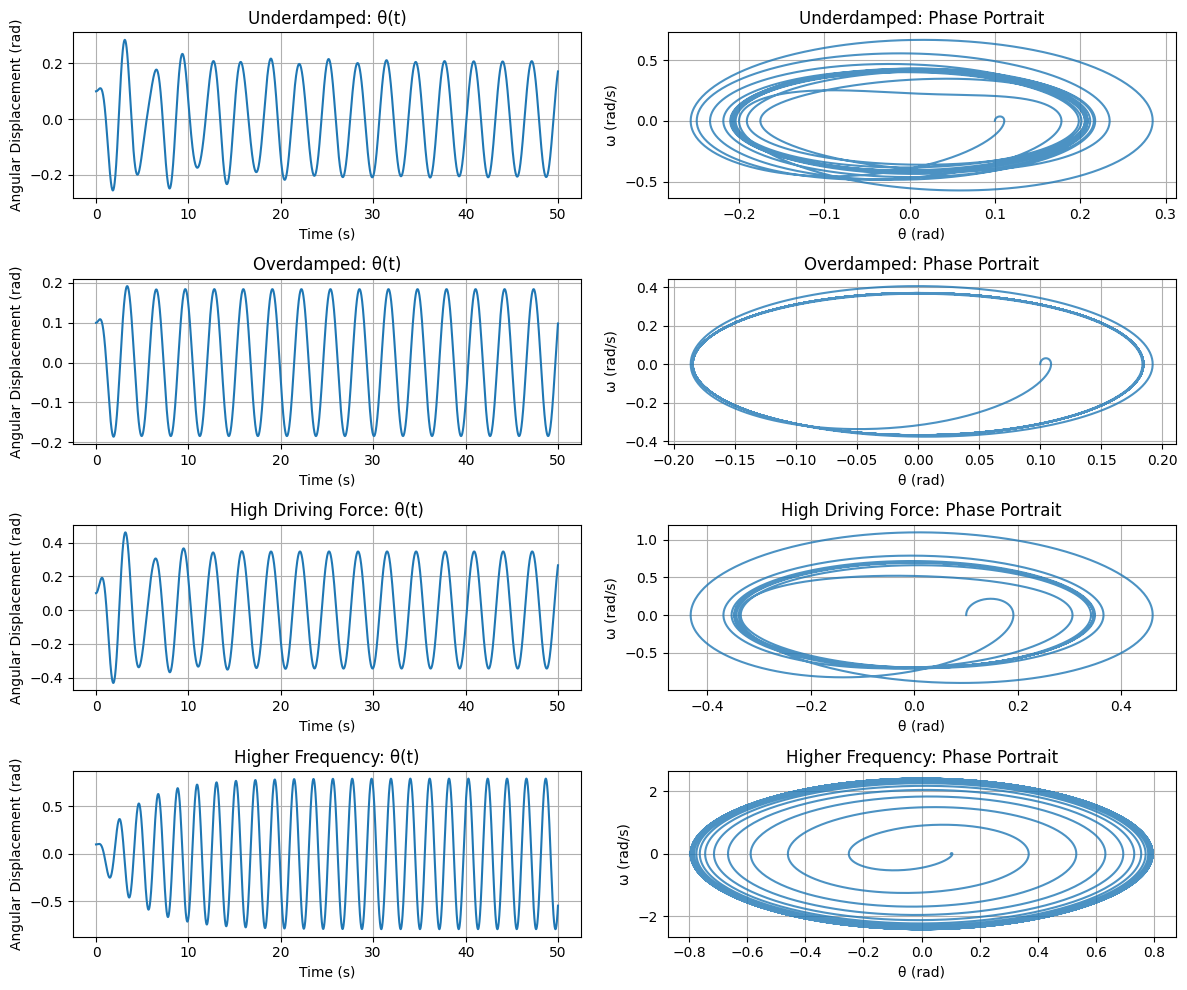 Underdamped: θ(t)
Angular Displacement (rad)
0.2
0.0
−0.2
0 10 20 30 40 50
Time (s)
Underdamped: Phase Portrait
ω (rad/s)
0.5
0.0
−0.5
−0.2 −0.1 0.0 0.1 0.2 0.3
θ (rad)
Overdamped: θ(t)
Angular Displacement (rad)
0.2
0.1
0.0
−0.1
−0.2
0 10 20 30 40 50
Time (s)
Overdamped: Phase Portrait
ω (rad/s)
0.4
0.2
0.0
−0.2
−0.4
−0.20 −0.15 −0.10 −0.05 0.00 0.05 0.10 0.15 0.20
θ (rad)
High Driving Force: θ(t)
Angular Displacement (rad)
0.4
0.2
0.0
−0.2
−0.4
0 10 20 30 40 50
Time (s)
High Driving Force: Phase Portrait
ω (rad/s)
1.0
0.5
0.0
−0.5
−0.4 −0.2 0.0 0.2 0.4
θ (rad)
Higher Frequency: θ(t)
Angular Displacement (rad)
0.5
0.0
−0.5
0 10 20 30 40 50
Time (s)
Higher Frequency: Phase Portrait
ω (rad/s)
2
0
−2
−0.8 −0.6 −0.4 −0.2 0.0 0.2 0.4 0.6 0.8
θ (rad)